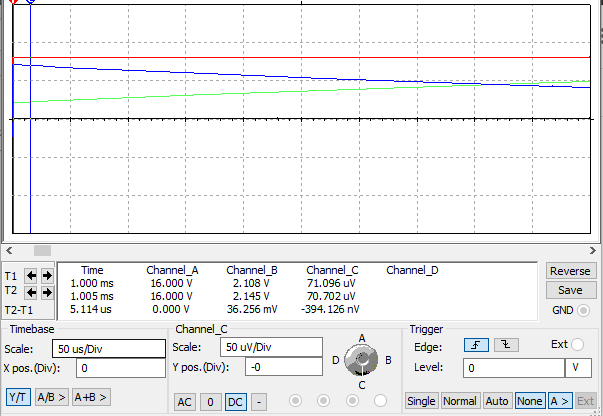 Time Channel_A Channel_B Channel_C Channel_D
T1 1.000 ms 16.000 V 2.108 V 71.096 uV
T2 1.005 ms 16.000 V 2.145 V 70.702 uV
T2-T1 5.114 us 0.000 V 36.256 mV -394.126 nV
Reverse
Save
GND
Timebase
Scale: 50 us/Div
X pos.(Div): 0
Y/T A/B > A+B >
Channel_C
Scale: 50 uV/Div
Y pos.(Div): -0
AC 0 DC -
A
D B
C
Trigger
Edge: Ext
Level: 0 V
Single Normal Auto None A > Ext